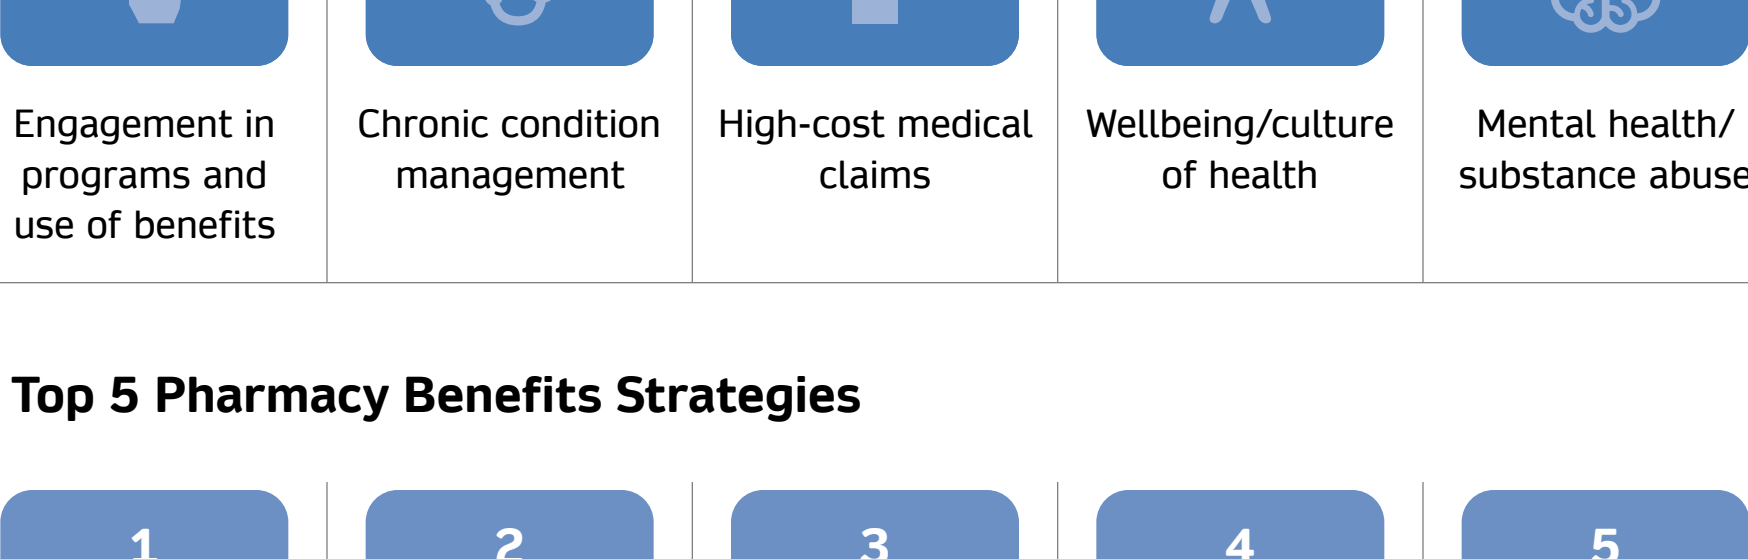 Engagement in
programs and
use of benefits
Chronic condition
management
High-cost medical
claims
Wellbeing/culture
of health
Mental health/
substance abuse
Top 5 Pharmacy Benefits Strategies
1
2
3
4
5